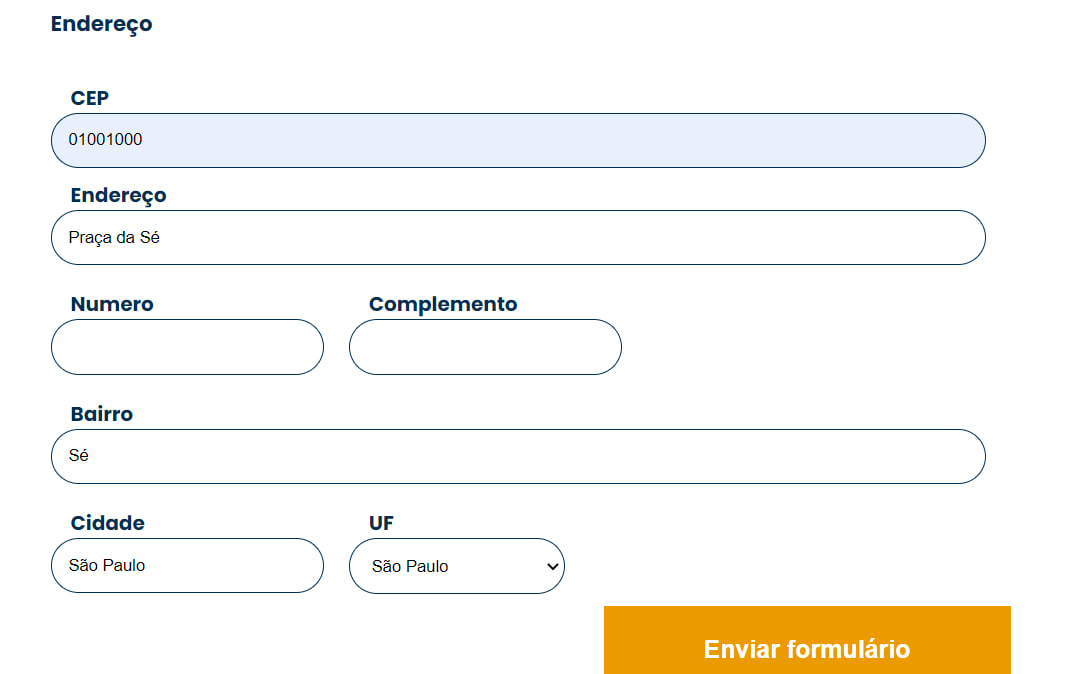 Endereço
CEP
01001000
Endereço
Praça da Sé
Numero Complemento
Bairro
Sé
Cidade UF
São Paulo São Paulo
Enviar formulário